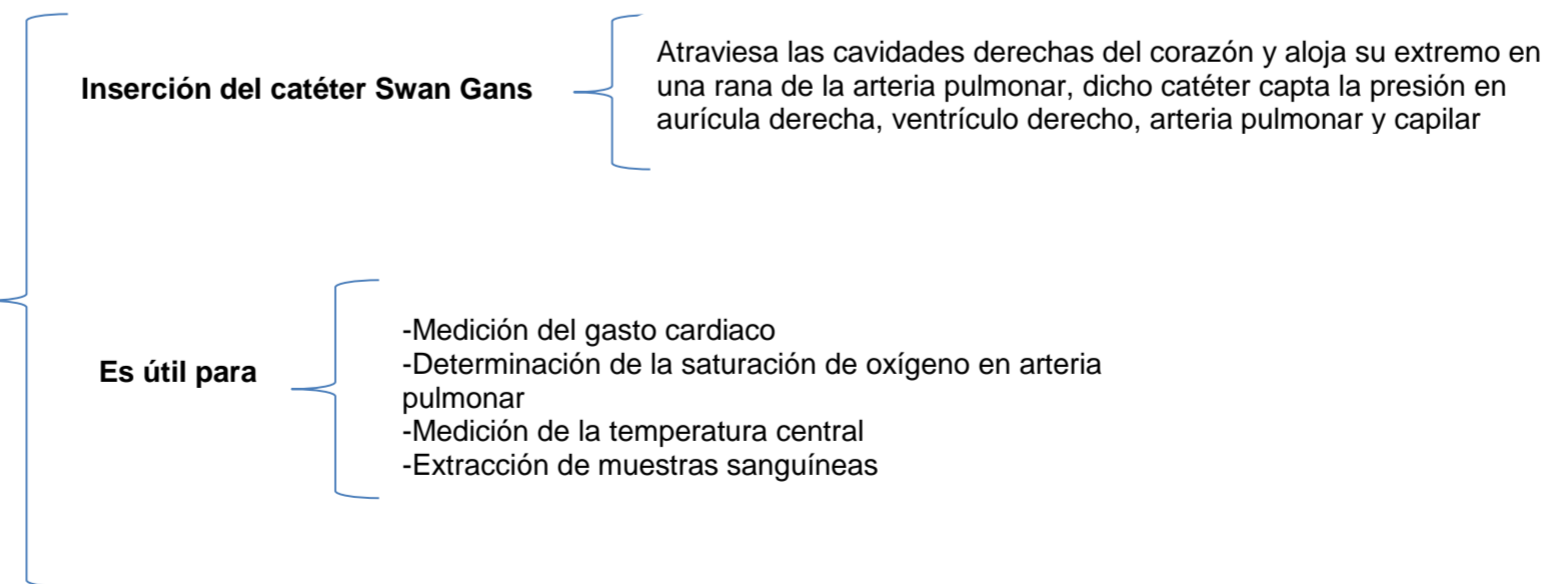 Inserción del catéter Swan Gans
Atraviesa las cavidades derechas del corazón y aloja su extremo en
una rana de la arteria pulmonar, dicho catéter capta la presión en
aurícula derecha, ventrículo derecho, arteria pulmonar y capilar
Es útil para
-Medición del gasto cardiaco
-Determinación de la saturación de oxígeno en arteria
pulmonar
-Medición de la temperatura central
-Extracción de muestras sanguíneas